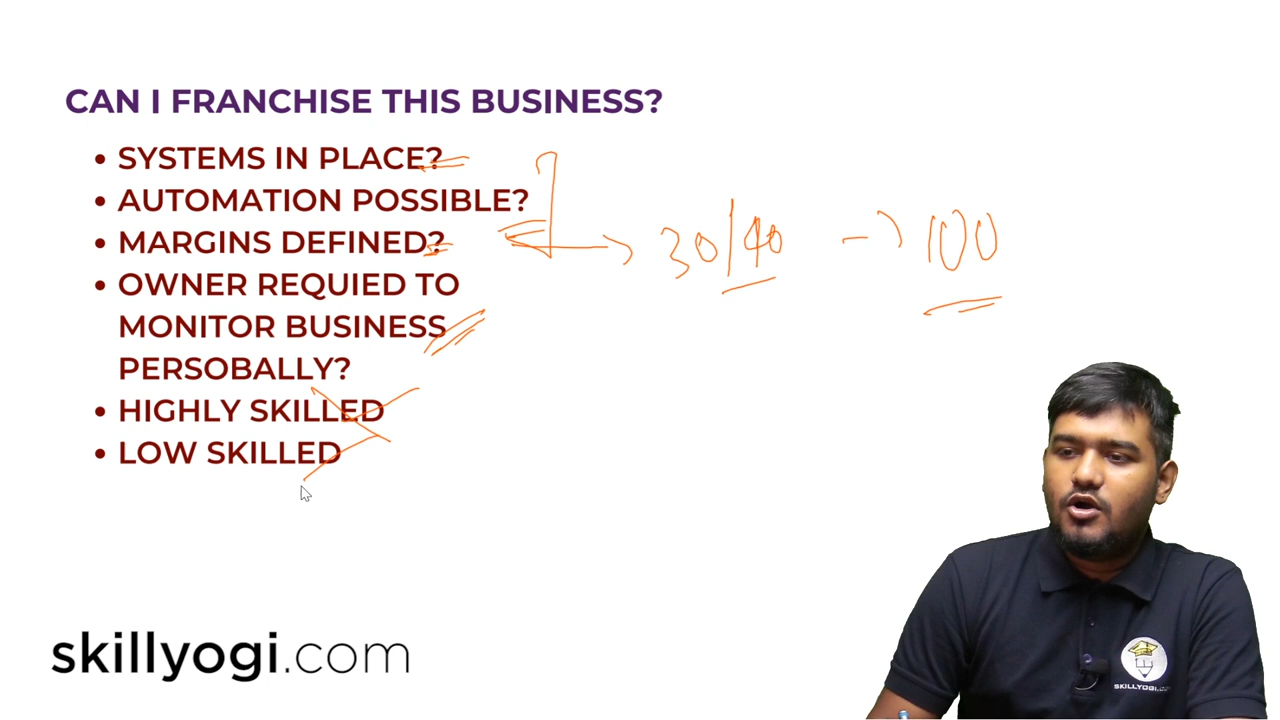 CAN I FRANCHISE THIS BUSINESS?
• SYSTEMS IN PLACE?
• AUTOMATION POSSIBLE?
• MARGINS DEFINED?
30/40 → 100
• OWNER REQUIED TO
MONITOR BUSINESS
PERSOBALLY?
• HIGHLY SKILLED
• LOW SKILLED
skillyogi.com